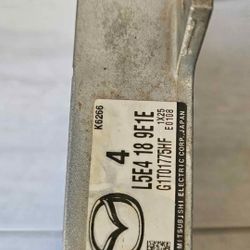 K6266
4
L5E4 18 9E1E
G1T01775HF
1X25
E0108
MITSUBISHI ELECTRIC CORP. JAPAN